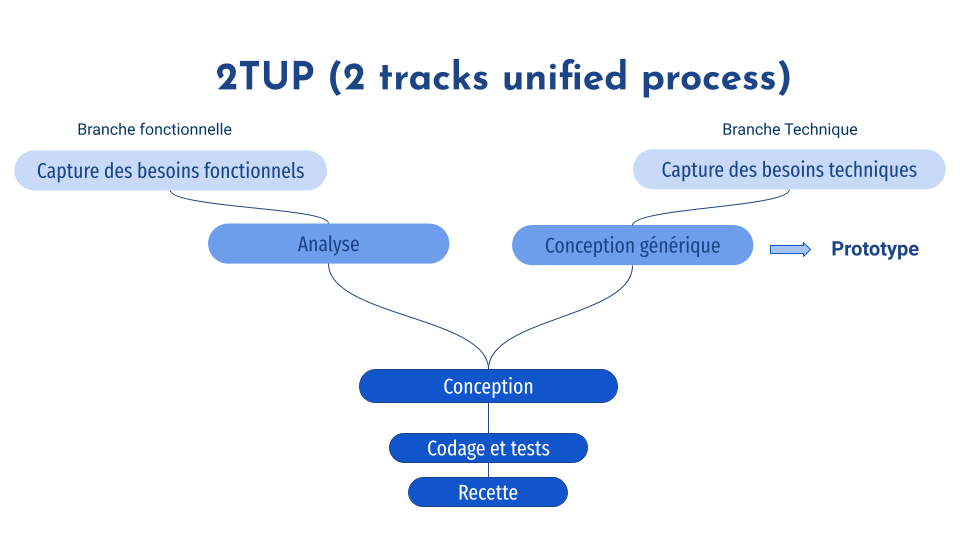 2TUP (2 tracks unified process)
Branche fonctionnelle
Branche Technique
Capture des besoins fonctionnels
Capture des besoins techniques
Analyse
Conception générique
Prototype
Conception
Codage et tests
Recette